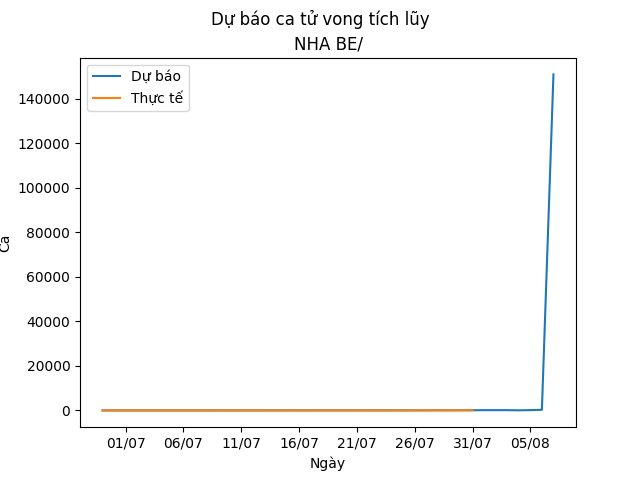 Dự báo ca tử vong tích lũy
NHA BE/
Dự báo
Thực tế
140000
120000
100000
80000
60000
40000
20000
0
Ca
01/07 06/07 11/07 16/07 21/07 26/07 31/07 05/08
Ngày